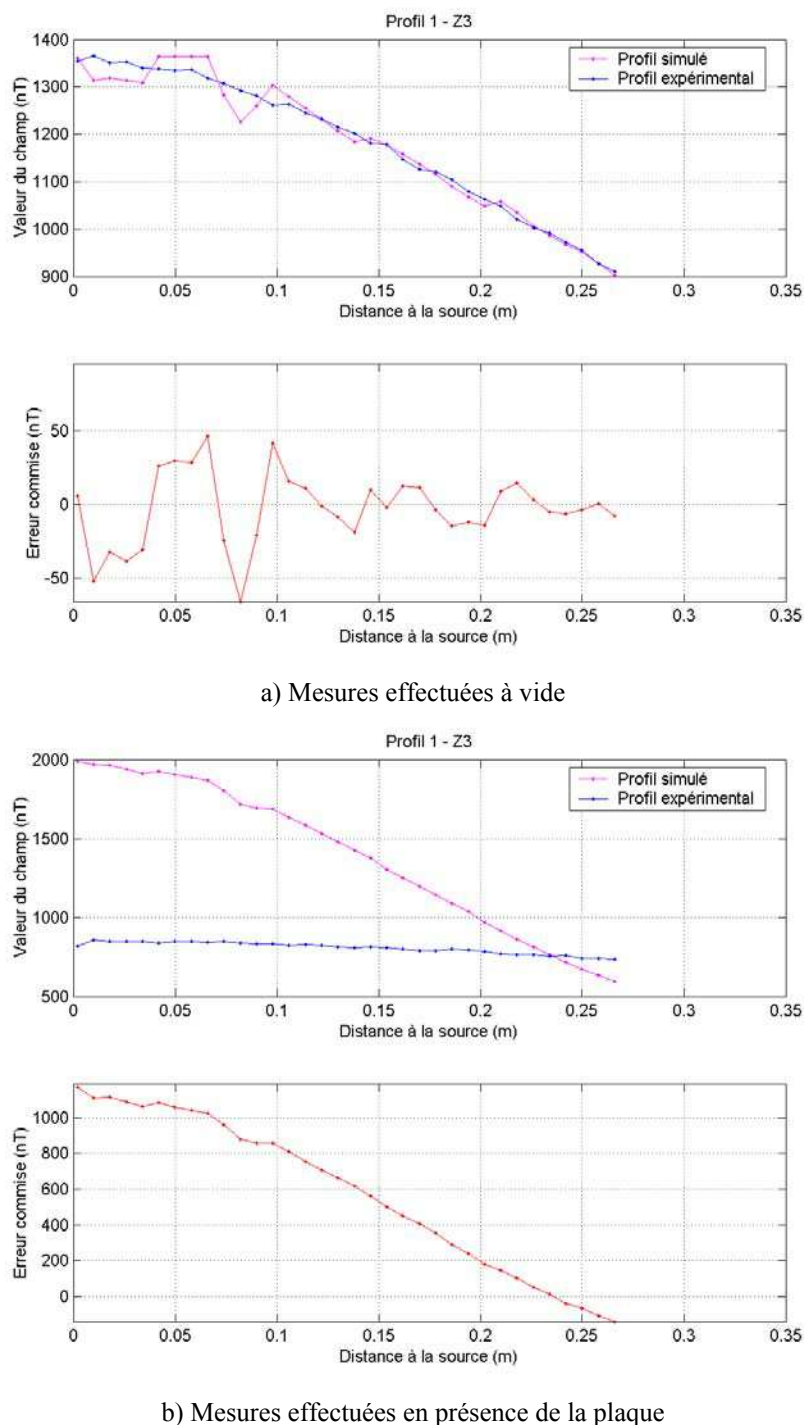 Profil 1 - Z3
1400
1300
1200
1100
1000
900
Valeur du champ (nT)
Profil simulé
Profil expérimental
0 0.05 0.1 0.15 0.2 0.25 0.3 0.35
Distance à la source (m)
50
0
-50
Erreur commise (nT)
0 0.05 0.1 0.15 0.2 0.25 0.3 0.35
Distance à la source (m)
a) Mesures effectuées à vide
Profil 1 - Z3
2000
1500
1000
500
Valeur du champ (nT)
Profil simulé
Profil expérimental
0 0.05 0.1 0.15 0.2 0.25 0.3 0.35
Distance à la source (m)
1000
800
600
400
200
0
Erreur commise (nT)
0 0.05 0.1 0.15 0.2 0.25 0.3 0.35
Distance à la source (m)
b) Mesures effectuées en présence de la plaque